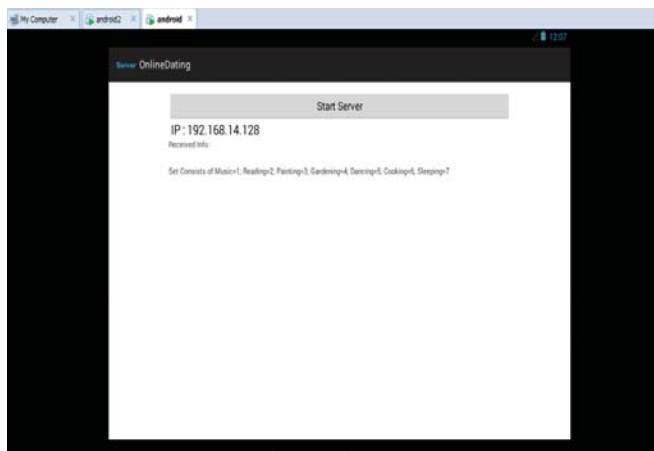 My Computer android2 android
12:07
Server OnlineDating
Start Server
IP : 192.168.14.128
Received Info:
Set Consists of Music=1; Reading=2; Painting=3; Gardening=4; Dancing=5, Cooking=6, Sleeping=7